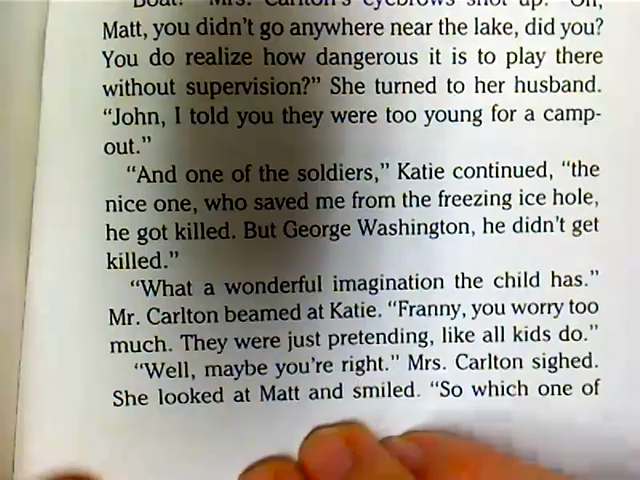 Boat!" Mrs. Carlton's eyebrows shot up. "Oh,
Matt, you didn't go anywhere near the lake, did you?
You do realize how dangerous it is to play there
without supervision?" She turned to her husband.
"John, I told you they were too young for a camp-
out."
"And one of the soldiers," Katie continued, "the
nice one, who saved me from the freezing ice hole,
he got killed. But George Washington, he didn't get
killed."
"What a wonderful imagination the child has."
Mr. Carlton beamed at Katie. "Franny, you worry too
much. They were just pretending, like all kids do."
"Well, maybe you're right." Mrs. Carlton sighed.
She looked at Matt and smiled. "So which one of